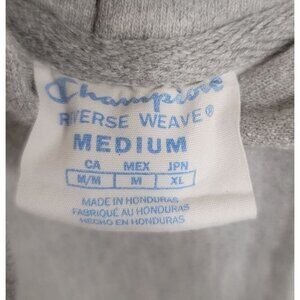 Champion
REVERSE WEAVE®
MEDIUM
CA MEX JPN
M/M M XL
MADE IN HONDURAS
FABRIQUÉ AU HONDURAS
HECHO EN HONDURAS